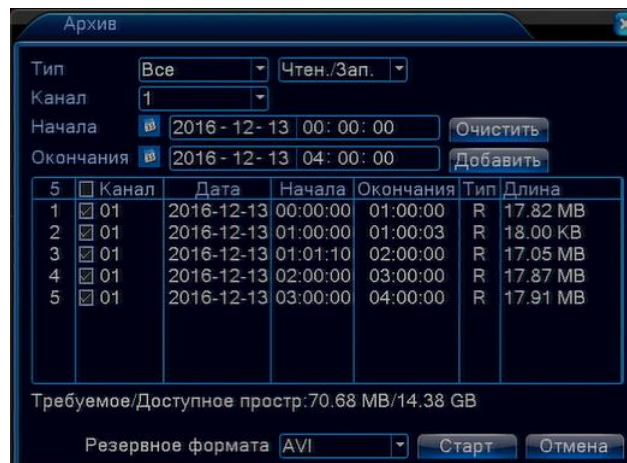 Архив
Тип Все Чтен./Зап.
Канал 1
Начала 2016-12-13 00:00:00 Очистить
Окончания 2016-12-13 04:00:00 Добавить
5 Канал Дата Начала Окончания Тип Длина
1 01 2016-12-13 00:00:00 01:00:00 R 17.82 MB
2 01 2016-12-13 01:00:00 01:00:03 R 18.00 KB
3 01 2016-12-13 01:01:10 02:00:00 R 17.05 MB
4 01 2016-12-13 02:00:00 03:00:00 R 17.87 MB
5 01 2016-12-13 03:00:00 04:00:00 R 17.91 MB
Требуемое/Доступное простр:70.68 MB/14.38 GB
Резервное формата AVI Старт Отмена